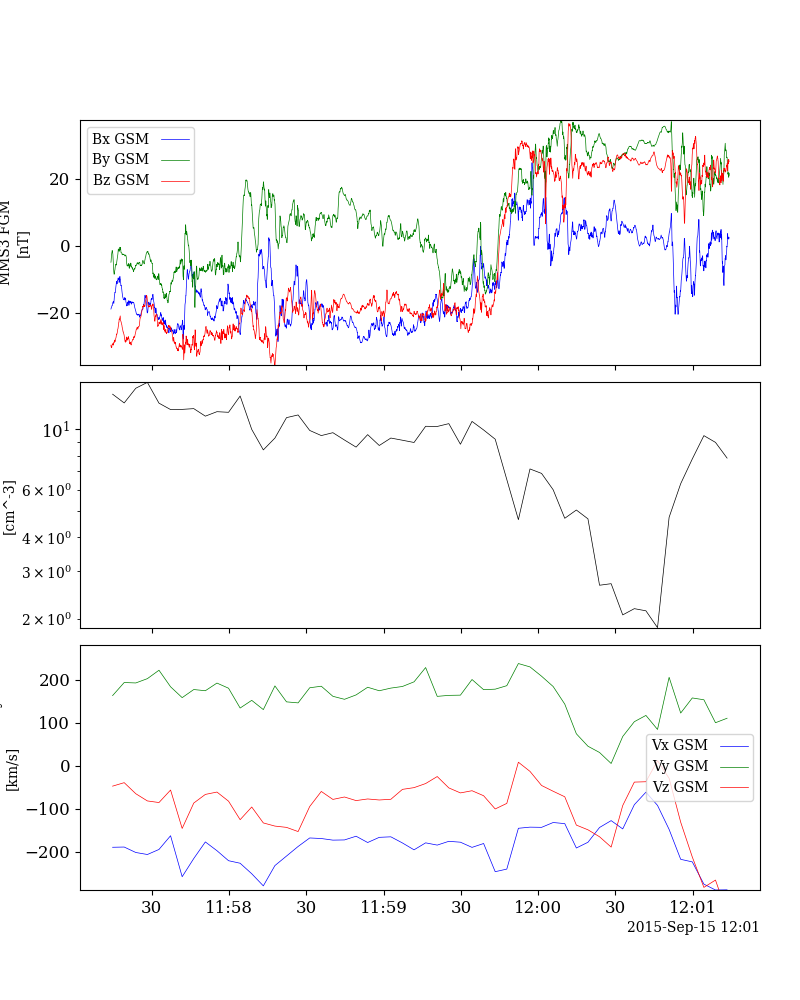 Bx GSM
By GSM
Bz GSM
MMS3 FGM
[nT]
20
0
−20
10¹
6 × 10⁰
4 × 10⁰
3 × 10⁰
2 × 10⁰
[cm^-3]
200
100
0
−100
−200
[km/s]
Vx GSM
Vy GSM
Vz GSM
30 11:58 30 11:59 30 12:00 30 12:01
2015-Sep-15 12:01